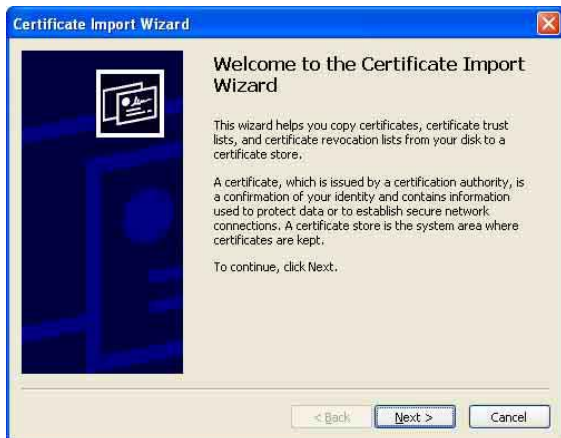 Certificate Import Wizard
Welcome to the Certificate Import
Wizard
This wizard helps you copy certificates, certificate trust
lists, and certificate revocation lists from your disk to a
certificate store.
A certificate, which is issued by a certification authority, is
a confirmation of your identity and contains information
used to protect data or to establish secure network
connections. A certificate store is the system area where
certificates are kept.
To continue, click Next.
< Back
Next >
Cancel